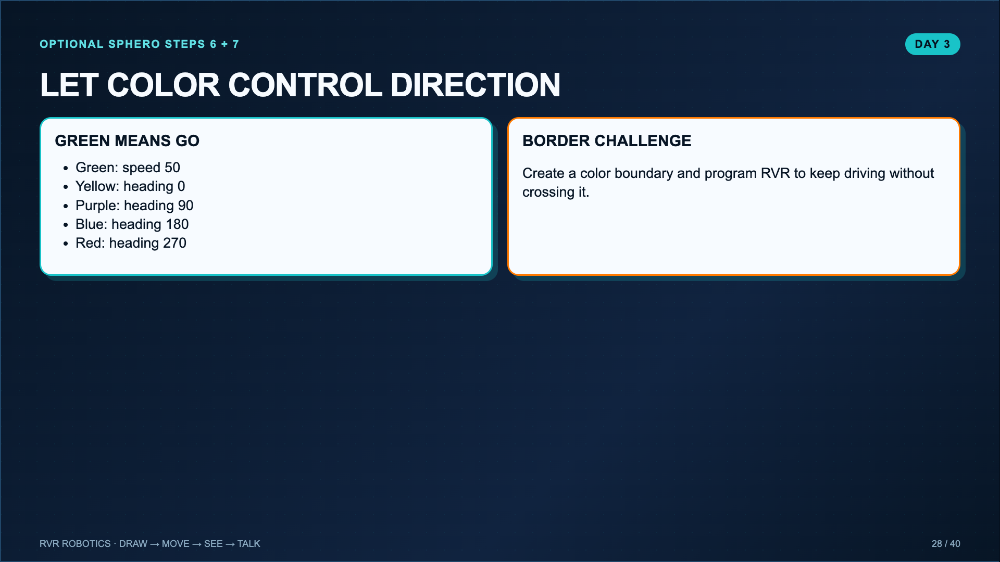 OPTIONAL SPHERO STEPS 6 + 7
DAY 3
LET COLOR CONTROL DIRECTION
GREEN MEANS GO
• Green: speed 50
• Yellow: heading 0
• Purple: heading 90
• Blue: heading 180
• Red: heading 270
BORDER CHALLENGE
Create a color boundary and program RVR to keep driving without
crossing it.
RVR ROBOTICS · DRAW → MOVE → SEE → TALK
28 / 40